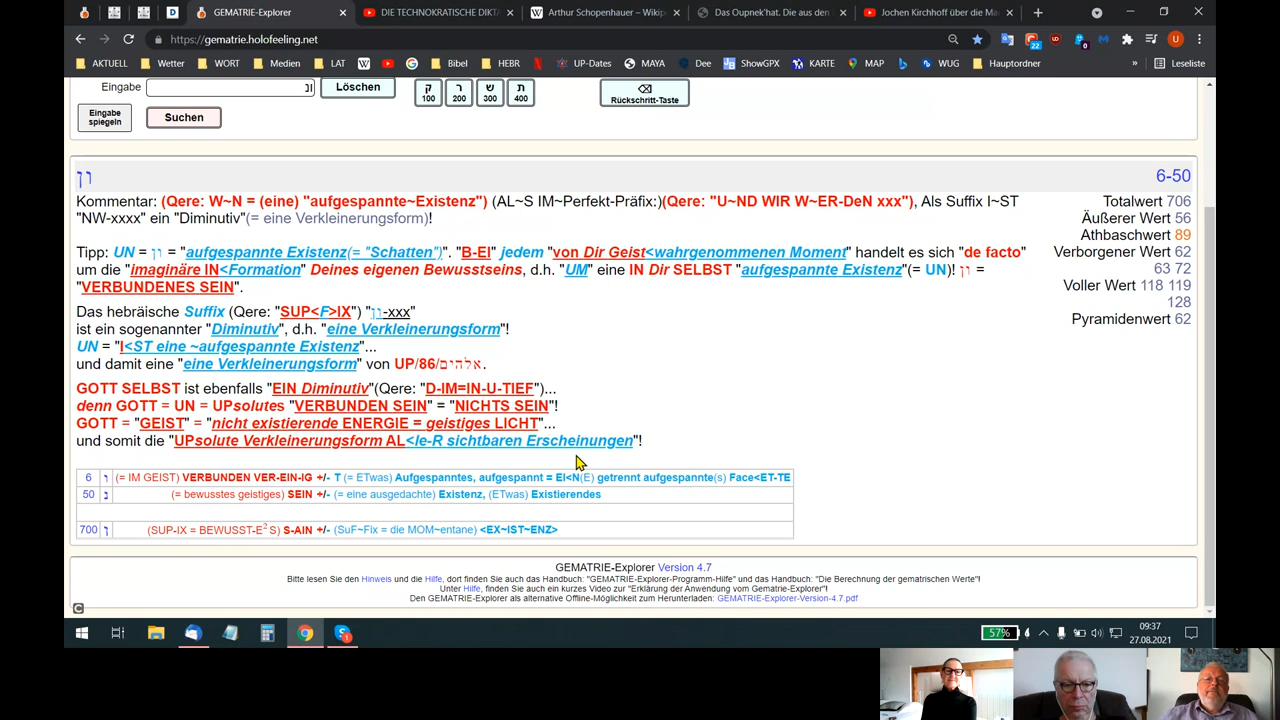 GEMATRIE-Explorer
DIE TECHNOKRATISCHE DIKT
Arthur Schopenhauer – Wikip
Das Oupnek'hat. Die aus den
Jochen Kirchhoff über die Ma
https://gematrie.holofeeling.net
22
0
U
AKTUELL
Wetter
WORT
Medien
LAT
Bibel
HEBR
UP-Dates
MAYA
Dee
ShowGPX
KARTE
MAP
WUG
Hauptordner
»
Leseliste
Eingabe
ונ
Löschen
ק 100
ר 200
ש 300
ת 400
Rückschritt-Taste
Eingabe spiegeln
Suchen
ון 6-50
Kommentar: (Qere: W~N = (eine) "aufgespannte~Existenz") (AL~S IM~Perfekt-Präfix:)(Qere: "U~ND WIR W~ER-DeN xxx"), Als Suffix I~ST
"NW-xxxx" ein "Diminutiv"(= eine Verkleinerungsform)!
Totalwert 706
Äußerer Wert 56
Athbaschwert 89
Verborgener Wert 62
63 72
Voller Wert 118 119
128
Pyramidenwert 62
Tipp: UN = ון = "aufgespannte Existenz(= "Schatten")". "B-EI" jedem "von Dir Geist<wahrgenommenen Moment" handelt es sich "de facto"
um die "imaginäre IN<Formation" Deines eigenen Bewusstseins, d.h. "UM" eine IN Dir SELBST "aufgespannte Existenz"(= UN)! ון =
"VERBUNDENES SEIN".
Das hebräische Suffix (Qere: "SUP<F>IX") "ון-xxx"
ist ein sogenannter "Diminutiv", d.h. "eine Verkleinerungsform"!
UN = "I<ST eine ~aufgespannte Existenz"...
und damit eine "eine Verkleinerungsform" von UP/86/אלהים.
GOTT SELBST ist ebenfalls "EIN Diminutiv"(Qere: "D-IM=IN-U-TIEF")...
denn GOTT = UN = UPsolutes "VERBUNDEN SEIN" = "NICHTS SEIN"!
GOTT = "GEIST" = "nicht existierende ENERGIE = geistiges LICHT"...
und somit die "UPsolute Verkleinerungsform AL<le-R sichtbaren Erscheinungen"!
6 ו (= IM GEIST) VERBUNDEN VER-EIN-IG +/- T (= ETwas) Aufgespanntes, aufgespannt = EI<N(E) getrennt aufgespannte(s) Face<ET-TE
50 נ (= bewusstes geistiges) SEIN +/- (= eine ausgedachte) Existenz, (ETwas) Existierendes
700 ן (SUP-IX = BEWUSST-E² S) S-AIN +/- (SuF~Fix = die MOM~entane) <EX~IST~ENZ>
GEMATRIE-Explorer Version 4.7
Bitte lesen Sie den Hinweis und die Hilfe, dort finden Sie auch das Handbuch: "GEMATRIE-Explorer-Programm-Hilfe" und das Handbuch: "Die Berechnung der gematrischen Werte"!
Unter Hilfe, finden Sie auch ein kurzes Video zur "Erklärung der Anwendung vom Gematrie-Explorer"!
Den GEMATRIE-Explorer als alternative Offline-Möglichkeit zum Herunterladen: GEMATRIE-Explorer-Version-4.7.pdf
57%
09:37
27.08.2021